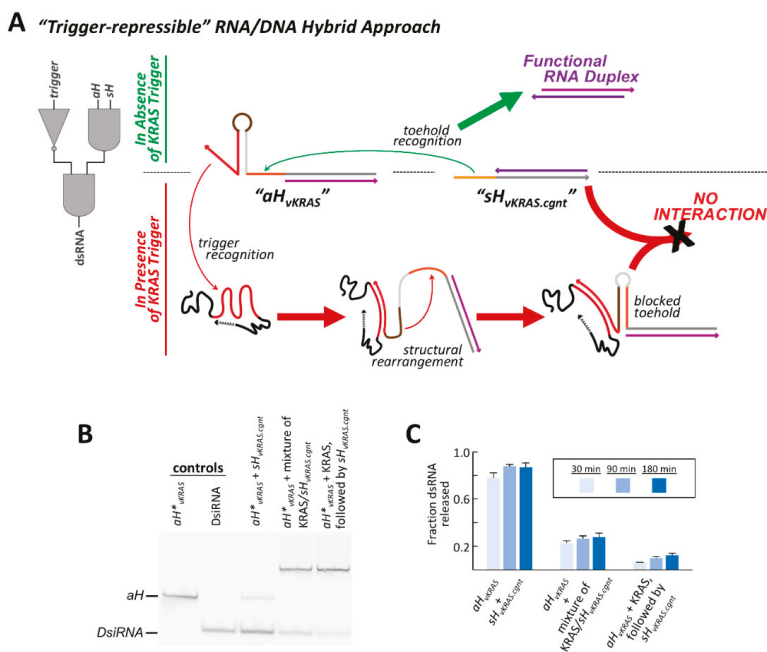 A "Trigger-repressible" RNA/DNA Hybrid Approach
trigger
aH
sH
dsRNA
In Absence
of KRAS Trigger
In Presence
of KRAS Trigger
Functional
RNA Duplex
toehold
recognition
"aHvKRAS"
"sHvKRAS.cgnt"
NO
INTERACTION
X
trigger
recognition
structural
rearrangement
blocked
toehold
B
controls
aH*vKRAS
DsiRNA
aH*vKRAS + sHvKRAS.cgnt
aH*vKRAS + mixture of
KRAS/sHvKRAS.cgnt
aH*vKRAS + KRAS,
followed by sHvKRAS.cgnt
aH
DsiRNA
C
Fraction dsRNA
released
1.0
0.6
0.2
30 min 90 min 180 min
aHvKRAS
+
sHvKRAS.cgnt
aHvKRAS
+
mixture of
KRAS/sHvKRAS.cgnt
aHvKRAS + KRAS,
followed by
sHvKRAS.cgnt